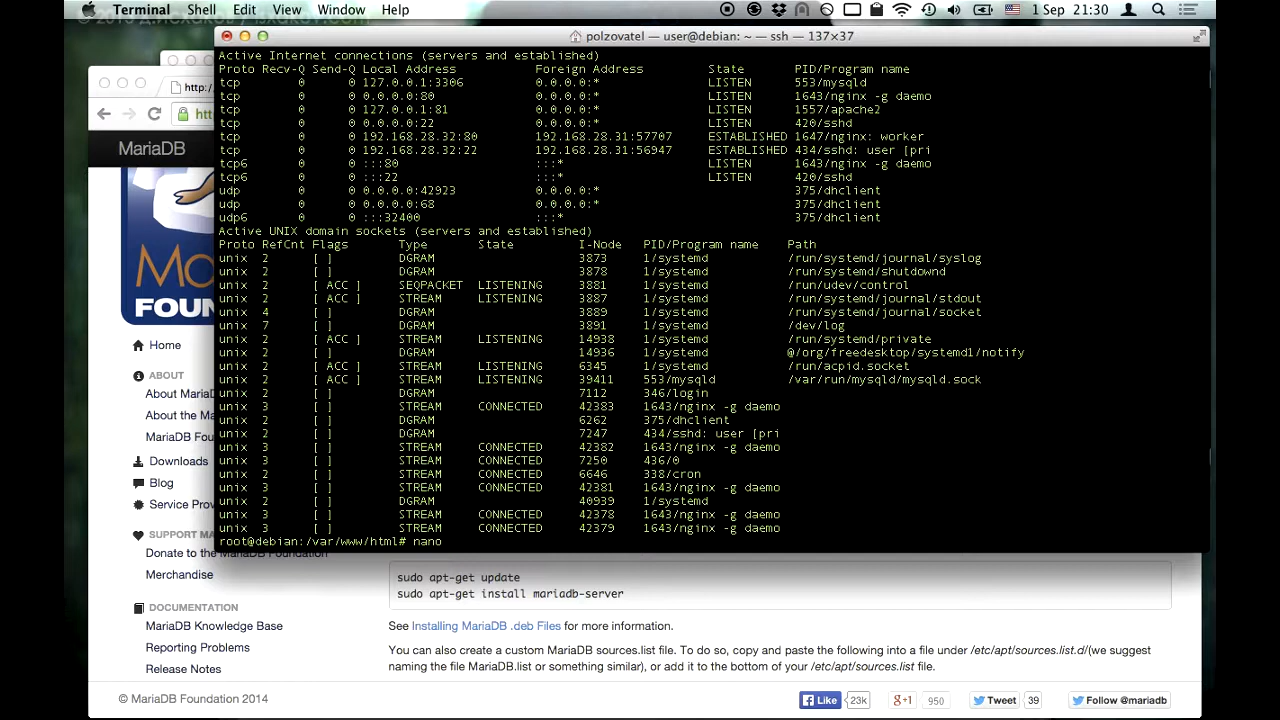 Terminal Shell Edit View Window Help 1 Sep 21:30
polzovatel — user@debian: ~ — ssh — 137×37
Active Internet connections (servers and established)
Proto Recv-Q Send-Q Local Address Foreign Address State PID/Program name
tcp 0 0 127.0.0.1:3306 0.0.0.0:* LISTEN 553/mysqld
tcp 0 0 0.0.0.0:80 0.0.0.0:* LISTEN 1643/nginx -g daemo
tcp 0 0 127.0.0.1:81 0.0.0.0:* LISTEN 1557/apache2
tcp 0 0 0.0.0.0:22 0.0.0.0:* LISTEN 420/sshd
tcp 0 0 192.168.28.32:80 192.168.28.31:57707 ESTABLISHED 1647/nginx: worker
tcp 0 0 192.168.28.32:22 192.168.28.31:56947 ESTABLISHED 434/sshd: user [pri
tcp6 0 0 :::80 :::* LISTEN 1643/nginx -g daemo
tcp6 0 0 :::22 :::* LISTEN 420/sshd
udp 0 0 0.0.0.0:42923 0.0.0.0:* 375/dhclient
udp 0 0 0.0.0.0:68 0.0.0.0:* 375/dhclient
udp6 0 0 :::32400 :::* 375/dhclient
Active UNIX domain sockets (servers and established)
Proto RefCnt Flags Type State I-Node PID/Program name Path
unix 2 [ ] DGRAM 3873 1/systemd /run/systemd/journal/syslog
unix 2 [ ] DGRAM 3878 1/systemd /run/systemd/shutdownd
unix 2 [ ACC ] SEQPACKET LISTENING 3881 1/systemd /run/udev/control
unix 2 [ ACC ] STREAM LISTENING 3887 1/systemd /run/systemd/journal/stdout
unix 4 [ ] DGRAM 3889 1/systemd /run/systemd/journal/socket
unix 7 [ ] DGRAM 3891 1/systemd /dev/log
unix 2 [ ACC ] STREAM LISTENING 14938 1/systemd /run/systemd/private
unix 2 [ ] DGRAM 14936 1/systemd @/org/freedesktop/systemd1/notify
unix 2 [ ACC ] STREAM LISTENING 6345 1/systemd /run/acpid.socket
unix 2 [ ACC ] STREAM LISTENING 39411 553/mysqld /var/run/mysqld/mysqld.sock
unix 2 [ ] DGRAM 7112 346/login
unix 3 [ ] STREAM CONNECTED 42383 1643/nginx -g daemo
unix 2 [ ] DGRAM 6262 375/dhclient
unix 2 [ ] DGRAM 7247 434/sshd: user [pri
unix 3 [ ] STREAM CONNECTED 42382 1643/nginx -g daemo
unix 3 [ ] STREAM CONNECTED 7250 436/0
unix 2 [ ] STREAM CONNECTED 6646 338/cron
unix 3 [ ] STREAM CONNECTED 42381 1643/nginx -g daemo
unix 2 [ ] DGRAM 40939 1/systemd
unix 3 [ ] STREAM CONNECTED 42378 1643/nginx -g daemo
unix 3 [ ] STREAM CONNECTED 42379 1643/nginx -g daemo
root@debian:/var/www/html# nano
http:/
htt
MariaDB
Mo
FOUN
Home
ABOUT
About MariaD
About the Ma
MariaDB Fou
Downloads
Blog
Service Prov
SUPPORT MA
Donate to the MariaDB Foundation
Merchandise
DOCUMENTATION
MariaDB Knowledge Base
Reporting Problems
Release Notes
sudo apt-get update
sudo apt-get install mariadb-server
See Installing MariaDB .deb Files for more information.
You can also create a custom MariaDB sources.list file. To do so, copy and paste the following into a file under /etc/apt/sources.list.d/(we suggest
naming the file MariaDB.list or something similar), or add it to the bottom of your /etc/apt/sources.list file.
© MariaDB Foundation 2014 Like 23k g+1 950 Tweet 39 Follow @mariadb